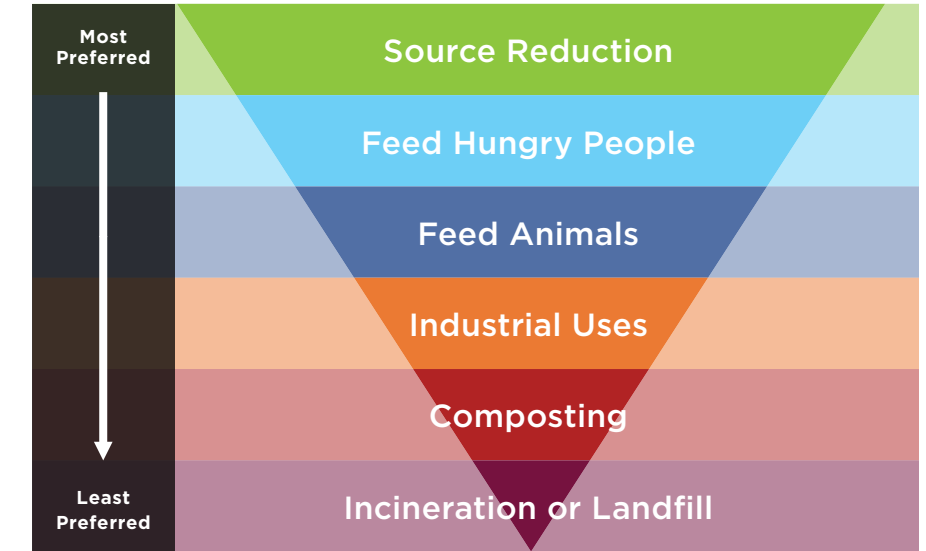 Most
Preferred
Source Reduction
Feed Hungry People
Feed Animals
Industrial Uses
Composting
Least
Preferred
Incineration or Landfill